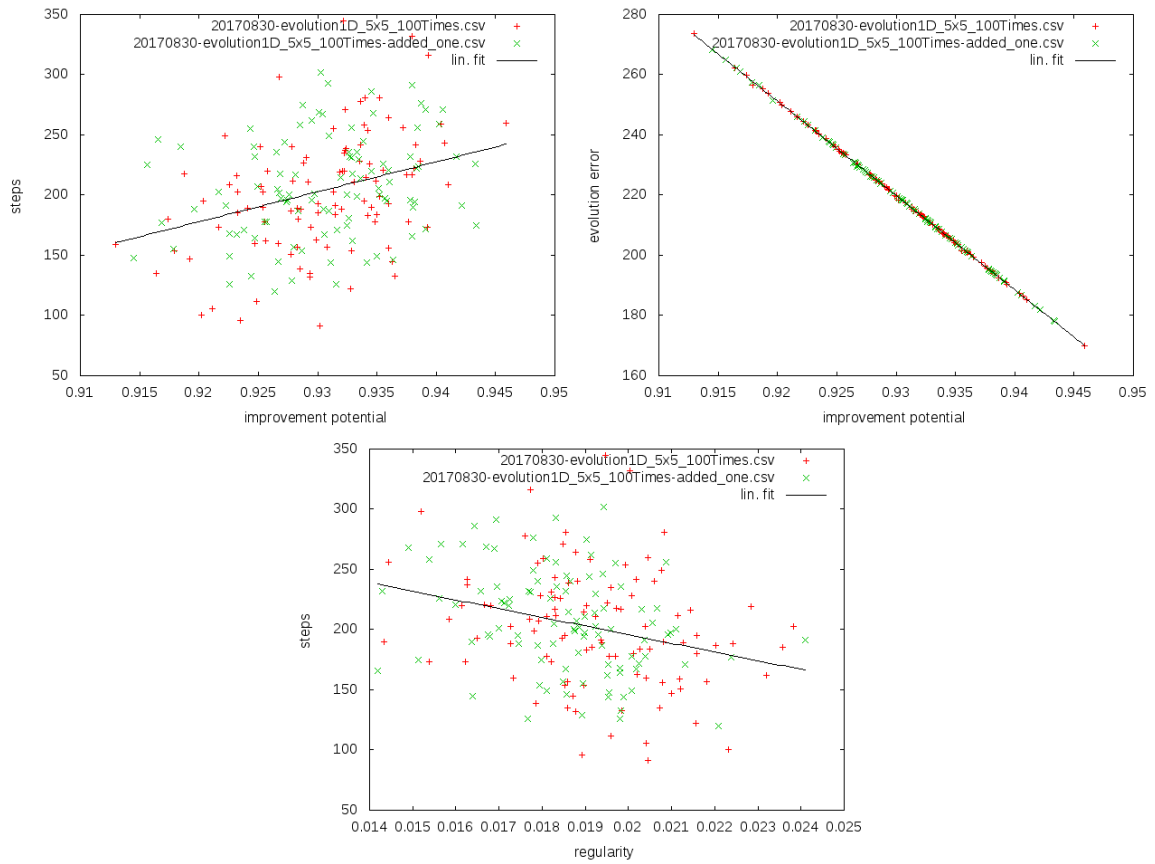 350
300
250
200
150
100
50
steps
20170830-evolution1D_5x5_100Times.csv
20170830-evolution1D_5x5_100Times-added_one.csv
lin. fit
0.91 0.915 0.92 0.925 0.93 0.935 0.94 0.945 0.95
improvement potential
280
260
240
220
200
180
160
evolution error
20170830-evolution1D_5x5_100Times.csv
20170830-evolution1D_5x5_100Times-added_one.csv
lin. fit
0.91 0.915 0.92 0.925 0.93 0.935 0.94 0.945 0.95
improvement potential
350
300
250
200
150
100
50
steps
20170830-evolution1D_5x5_100Times.csv
20170830-evolution1D_5x5_100Times-added_one.csv
lin. fit
0.014 0.015 0.016 0.017 0.018 0.019 0.02 0.021 0.022 0.023 0.024 0.025
regularity